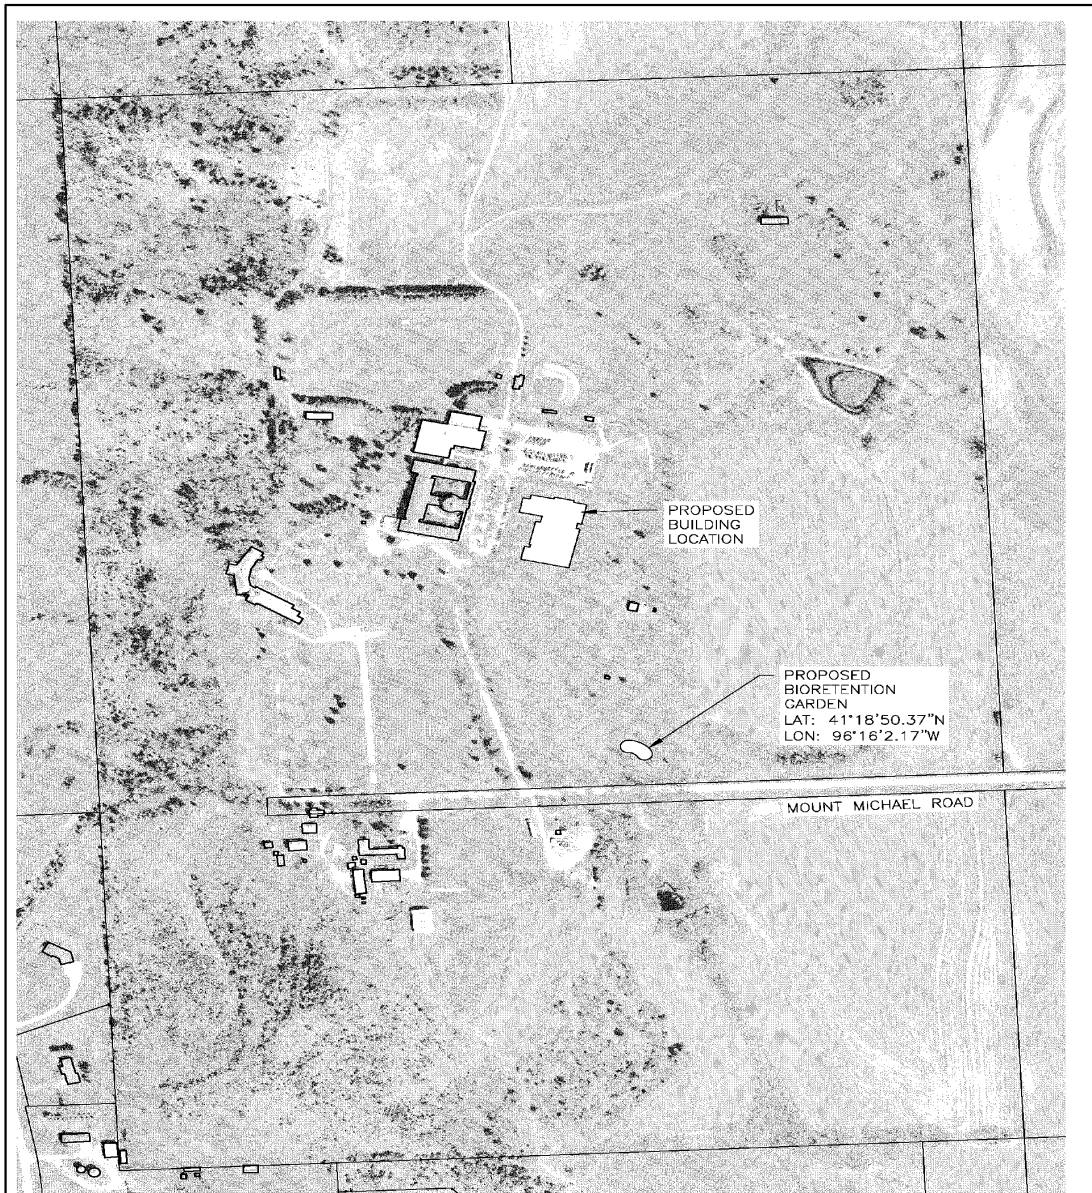 PROPOSED
BUILDING
LOCATION
PROPOSED
BIORETENTION
GARDEN
LAT: 41°18'50.37"N
LON: 96°16'2.17"W
MOUNT MICHAEL ROAD